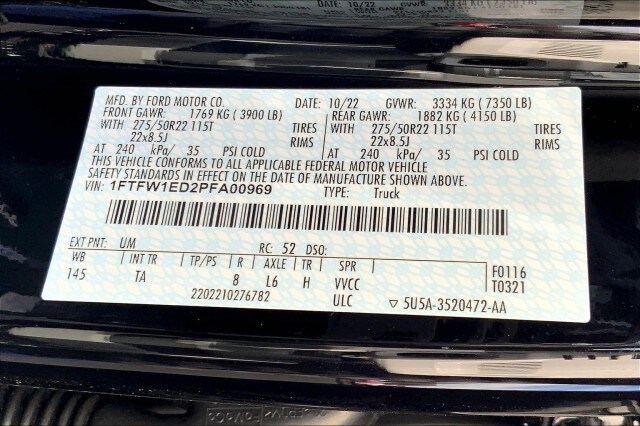 MFD. BY FORD MOTOR CO. DATE: 10/22 GVWR: 3334 KG ( 7350 LB)
FRONT GAWR: 1769 KG ( 3900 LB) REAR GAWR: 1882 KG ( 4150 LB)
WITH 275/50R22 115T TIRES WITH 275/50R22 115T TIRES
22x8.5J RIMS 22x8.5J RIMS
AT 240 kPa/ 35 PSI COLD AT 240 kPa/ 35 PSI COLD
THIS VEHICLE CONFORMS TO ALL APPLICABLE FEDERAL MOTOR VEHICLE
SAFETY STANDARDS IN EFFECT ON THE DATE OF MANUFACTURE SHOWN ABOVE.
VIN: 1FTFW1ED2PFA00969 TYPE: Truck
EXT PNT: UM RC: 52 DSO:
WB INT TR TP/PS R AXLE TR SPR F0116
145 TA 8 L6 H VVCC T0321
2202210276782 ULC ▽ 5U5A-3520472-AA
FoMoCo